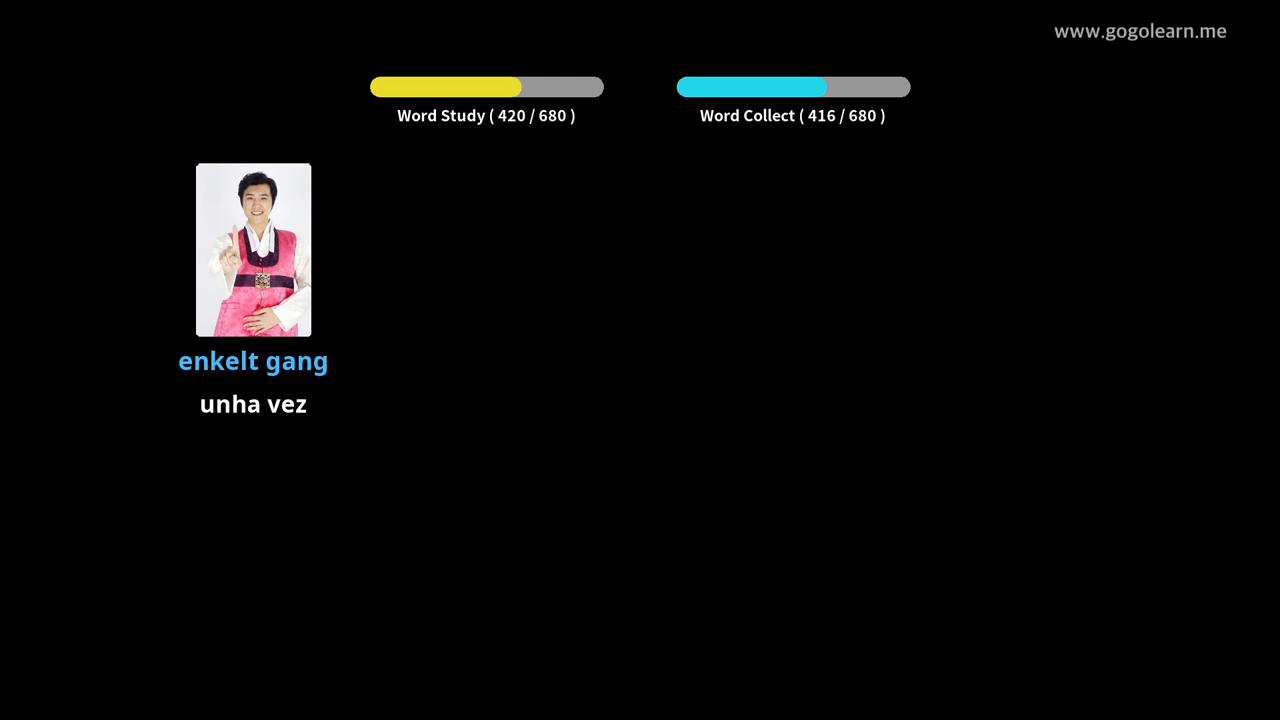 www.gogolearn.me
Word Study ( 420 / 680 )
Word Collect ( 416 / 680 )
enkelt gang
unha vez